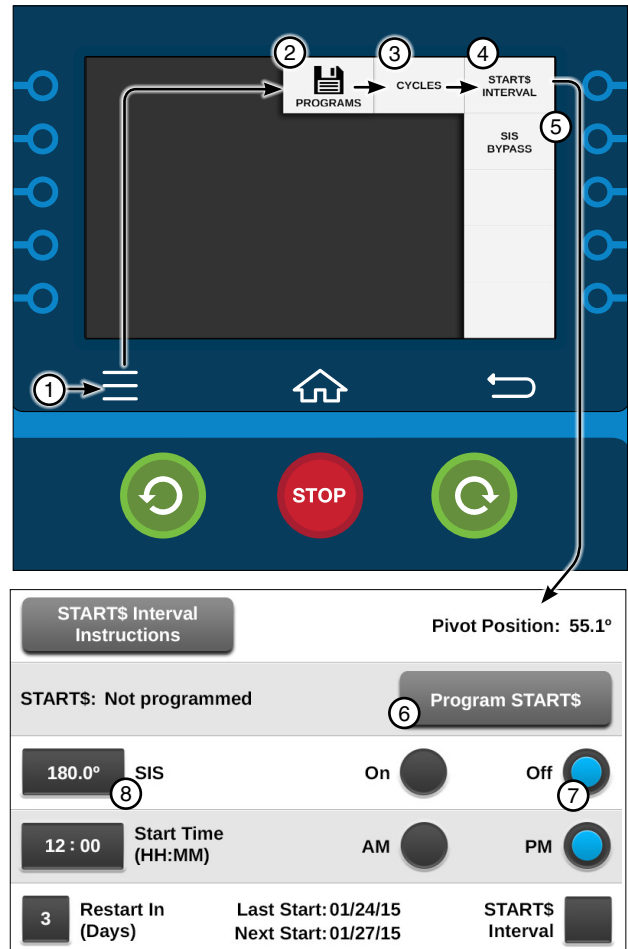 2
3
4
PROGRAMS
CYCLES
START$
INTERVAL
5
SIS
BYPASS
1
STOP
START$ Interval
Instructions
Pivot Position: 55.1º
START$: Not programmed
Program START$
6
180.0º SIS
On
Off
8
7
12 : 00
Start Time
(HH:MM)
AM
PM
3
Restart In
(Days)
Last Start: 01/24/15
Next Start: 01/27/15
START$
Interval